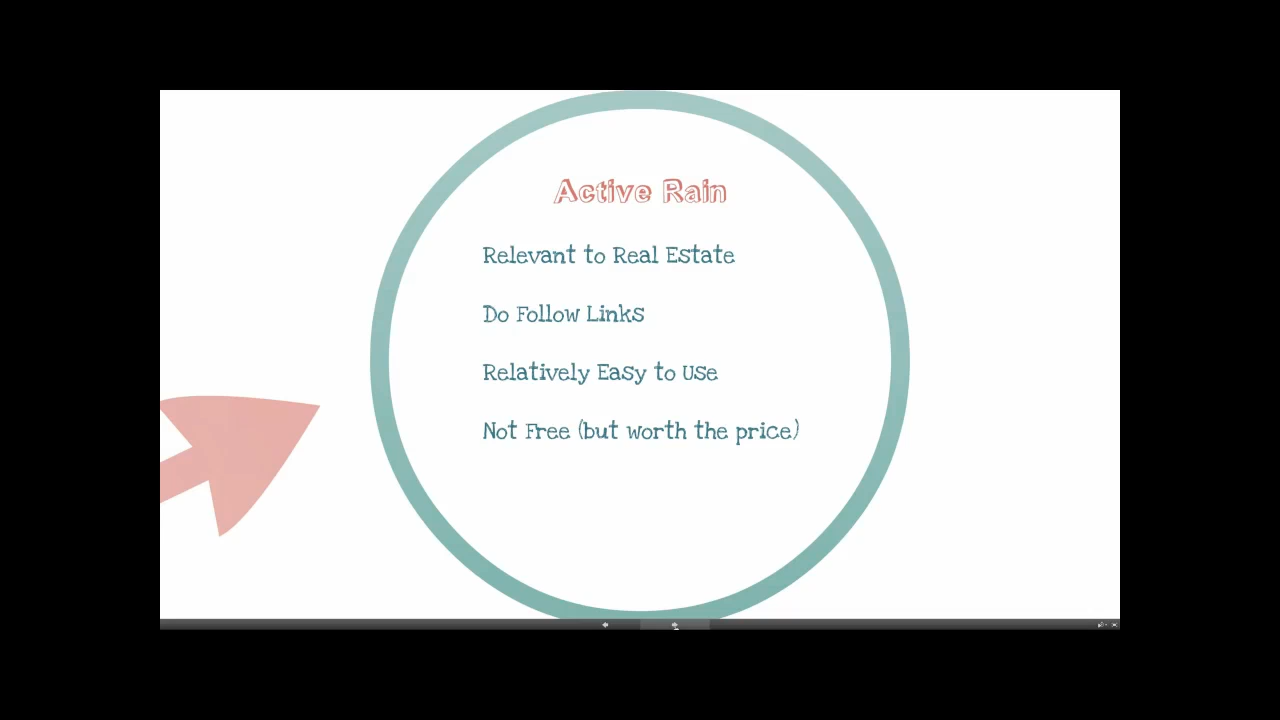 Active Rain
Relevant to Real Estate
Do Follow Links
Relatively Easy to Use
Not Free (but worth the price)